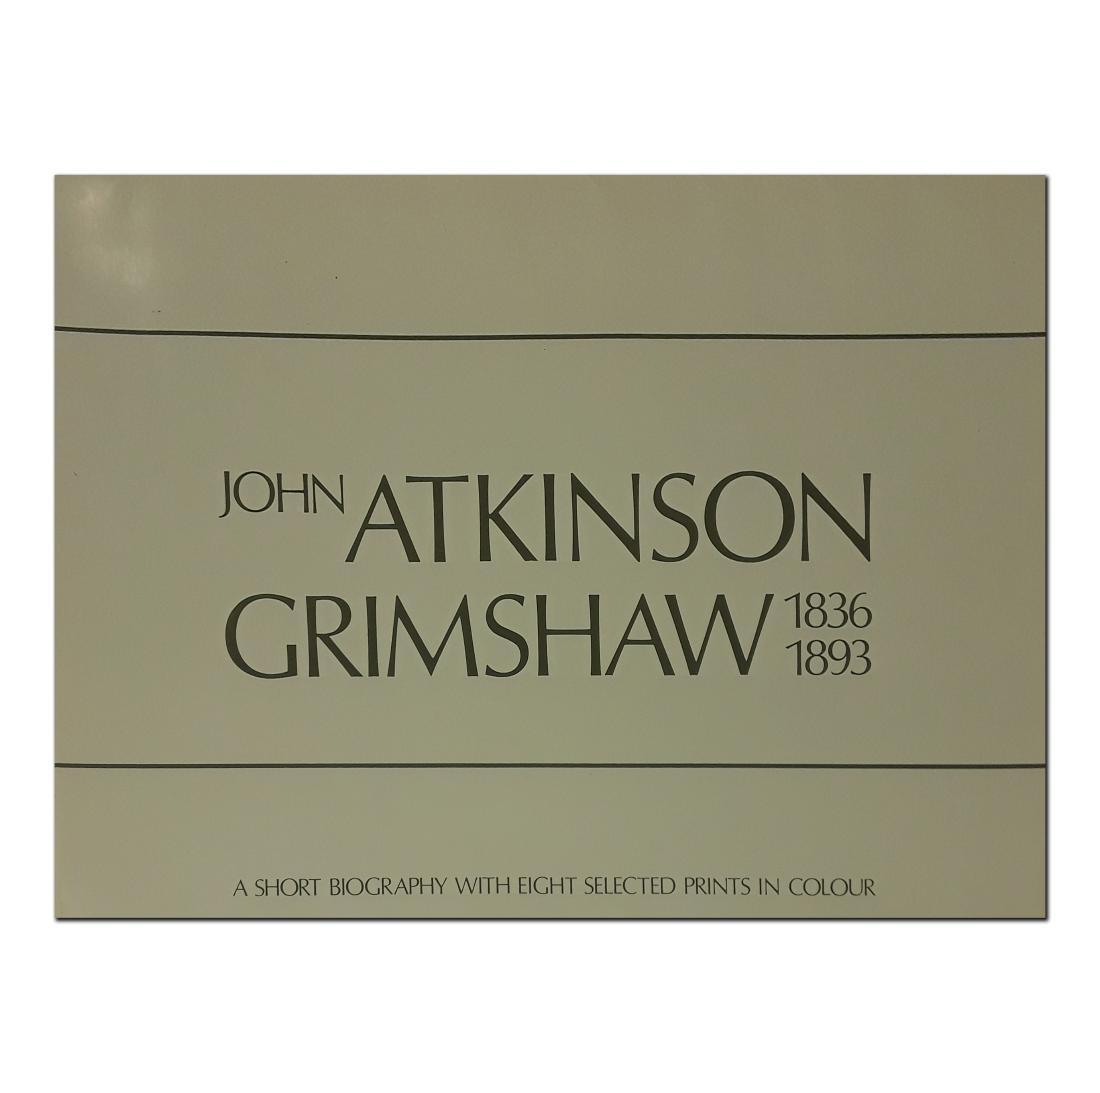 JOHN ATKINSON
GRIMSHAW 1836
1893
A SHORT BIOGRAPHY WITH EIGHT SELECTED PRINTS IN COLOUR